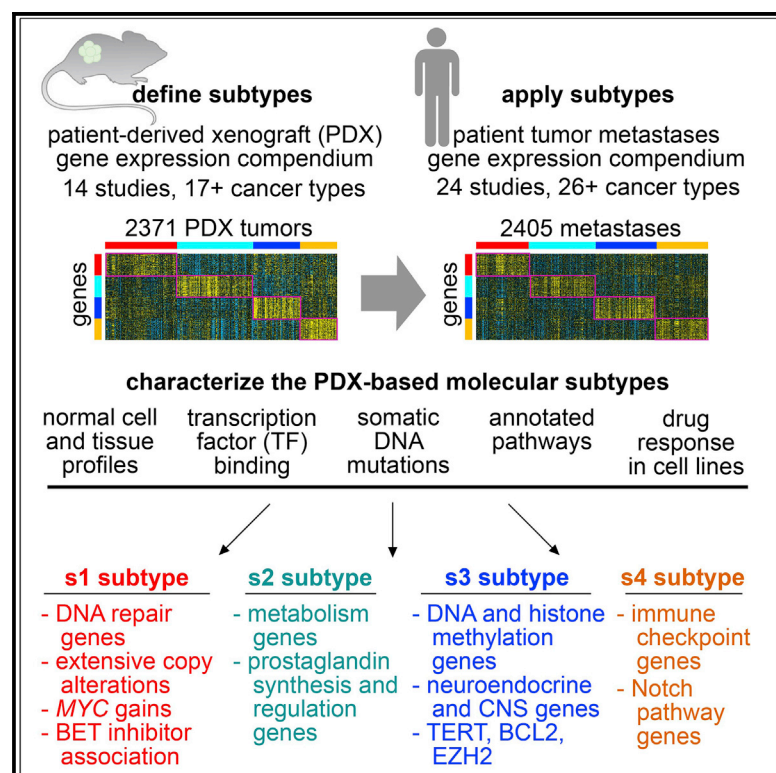 define subtypes
patient-derived xenograft (PDX)
gene expression compendium
14 studies, 17+ cancer types
2371 PDX tumors
genes
apply subtypes
patient tumor metastases
gene expression compendium
24 studies, 26+ cancer types
2405 metastases
genes
characterize the PDX-based molecular subtypes
normal cell
and tissue
profiles
transcription
factor (TF)
binding
somatic
DNA
mutations
annotated
pathways
drug
response
in cell lines
s1 subtype
- DNA repair
genes
- extensive copy
alterations
- MYC gains
- BET inhibitor
association
s2 subtype
- metabolism
genes
- prostaglandin
synthesis and
regulation
genes
s3 subtype
- DNA and histone
methylation
genes
- neuroendocrine
and CNS genes
- TERT, BCL2,
EZH2
s4 subtype
- immune
checkpoint
genes
- Notch
pathway
genes